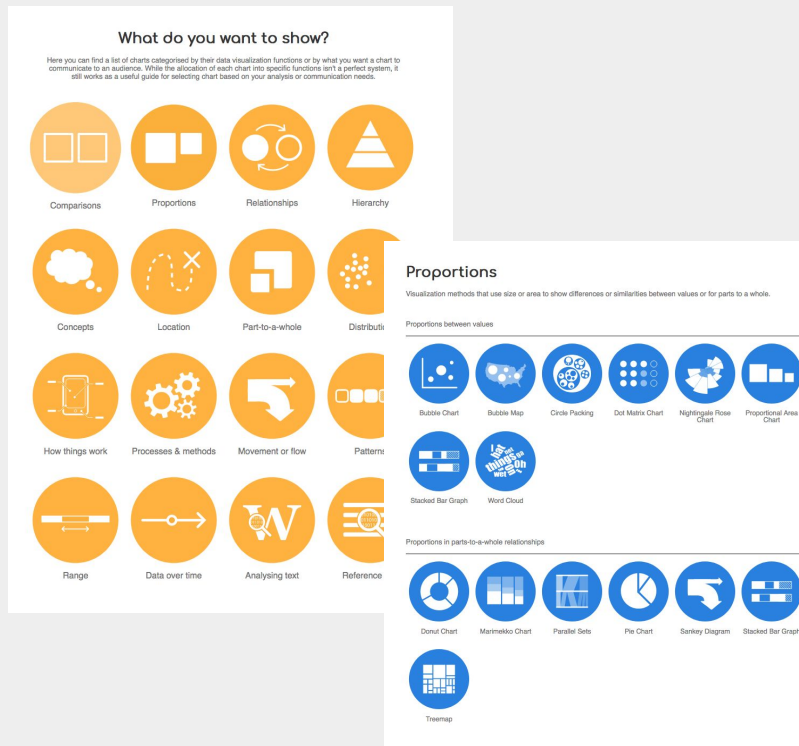 What do you want to show?
Here you can find a list of charts categorised by their data visualization functions or by what you want a chart to
communicate to an audience. While the allocation of each chart into specific functions isn't a perfect system, it
still works as a useful guide for selecting chart based on your analysis or communication needs.
Comparisons
Proportions
Relationships
Hierarchy
Concepts
Location
Part-to-a-whole
Distributio
How things work
Processes & methods
Movement or flow
Patterns
Range
Data over time
W
Analysing text
Reference
Proportions
Visualization methods that use size or area to show differences or similarities between values or for parts to a whole.
Proportions between values
Bubble Chart
Bubble Map
Circle Packing
Dot Matrix Chart
Nightingale Rose
Chart
Proportional Area
Chart
Stacked Bar Graph
things
Oh
Word Cloud
Proportions in parts-to-a-whole relationships
Donut Chart
Marimekko Chart
Parallel Sets
Pie Chart
Sankey Diagram
Stacked Bar Graph
Treemap